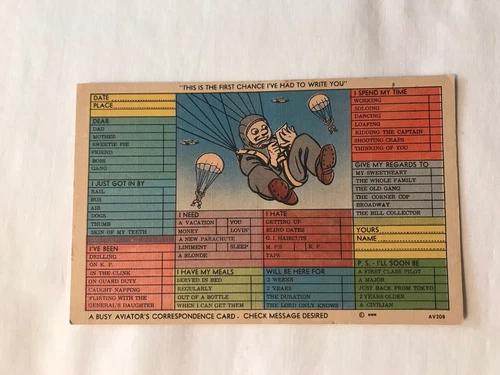 "THIS IS THE FIRST CHANCE I'VE HAD TO WRITE YOU"
DATE
PLACE
DEAR
DAD
MOTHER
SWEETIE PIE
FRIEND
BOSS
GANG
I JUST GOT IN BY
RAIL
BUS
AIR
DOGS
THUMB
SKIN OF MY TEETH
I'VE BEEN
DRILLING
ON K. P.
IN THE CLINK
ON GUARD DUTY
CAUGHT NAPPING
FLIRTING WITH THE
GENERAL'S DAUGHTER
I NEED
A VACATION YOU
MONEY LOVIN'
A NEW PARACHUTE
LINIMENT SLEEP
A BLONDE
I HATE
GETTING UP
BLIND DATES
G. I. HAIRCUTS
M. P.'S K. P.
TAPS
I HAVE MY MEALS
SERVED IN BED
REGULARLY
OUT OF A BOTTLE
WHEN I CAN GET THEM
WILL BE HERE FOR
2 WEEKS
2 YEARS
THE DURATION
THE LORD ONLY KNOWS
I SPEND MY TIME
WORKING
SOLOING
DANCING
LOAFING
KIDDING THE CAPTAIN
SHOOTING CRAPS
THINKING OF YOU
GIVE MY REGARDS TO
MY SWEETHEART
THE WHOLE FAMILY
THE OLD GANG
THE CORNER COP
BROADWAY
THE BILL COLLECTOR
YOURS
NAME
P. S. - I'LL SOON BE
A FIRST CLASS PILOT
A MAJOR
JUST BACK FROM TOKYO
2 YEARS OLDER
A CIVILIAN
A BUSY AVIATOR'S CORRESPONDENCE CARD - CHECK MESSAGE DESIRED
©
AV208